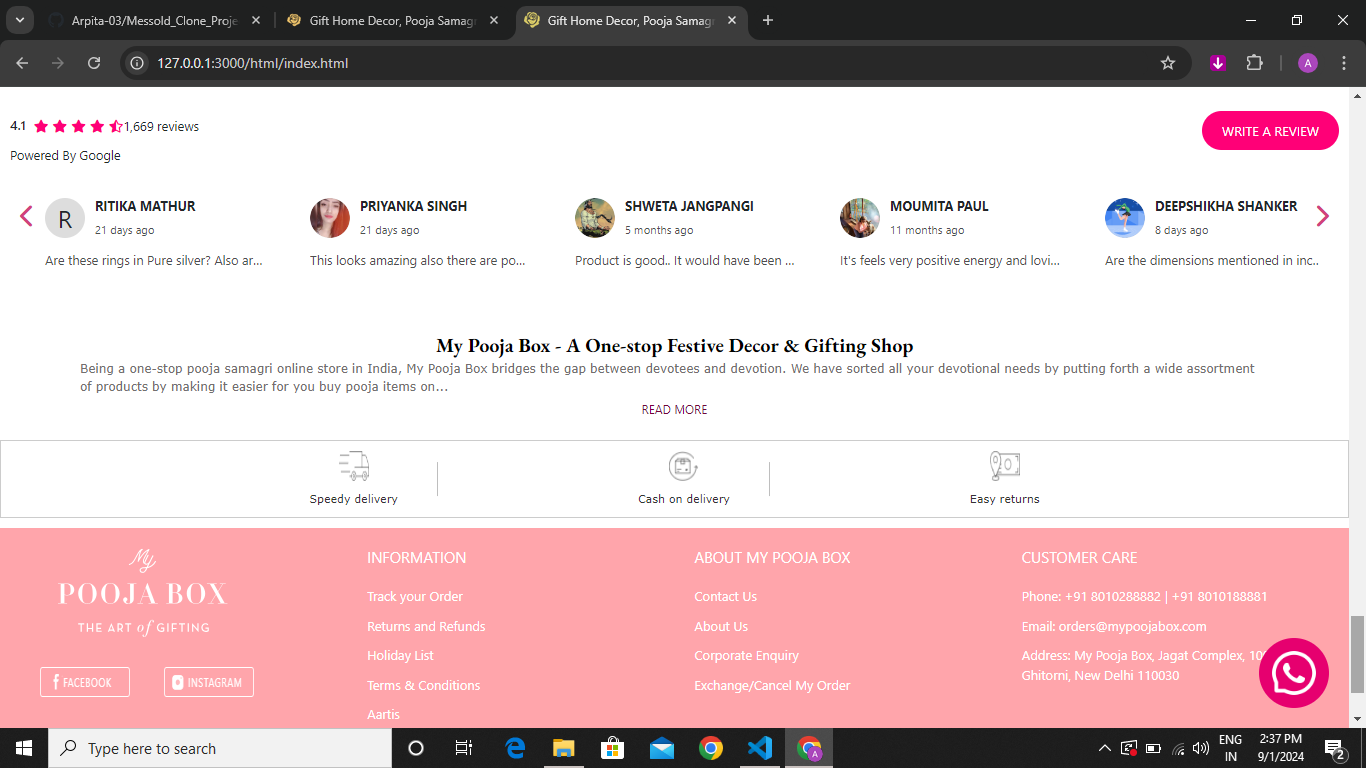 Arpita-03/Messold_Clone_Proje
Gift Home Decor, Pooja Samagr
Gift Home Decor, Pooja Samagr
127.0.0.1:3000/html/index.html
A
4.1 1,669 reviews
WRITE A REVIEW
Powered By Google
R
RITIKA MATHUR
21 days ago
Are these rings in Pure silver? Also ar...
PRIYANKA SINGH
21 days ago
This looks amazing also there are po...
SHWETA JANGPANGI
5 months ago
Product is good.. It would have been ...
MOUMITA PAUL
11 months ago
It's feels very positive energy and lovi...
DEEPSHIKHA SHANKER
8 days ago
Are the dimensions mentioned in inc..
My Pooja Box - A One-stop Festive Decor & Gifting Shop
Being a one-stop pooja samagri online store in India, My Pooja Box bridges the gap between devotees and devotion. We have sorted all your devotional needs by putting forth a wide assortment
of products by making it easier for you buy pooja items on...
READ MORE
Speedy delivery
Cash on delivery
Easy returns
My
POOJA BOX
THE ART of GIFTING
FACEBOOK
INSTAGRAM
INFORMATION
Track your Order
Returns and Refunds
Holiday List
Terms & Conditions
Aartis
ABOUT MY POOJA BOX
Contact Us
About Us
Corporate Enquiry
Exchange/Cancel My Order
CUSTOMER CARE
Phone: +91 8010288882 | +91 8010188881
Email: orders@mypoojabox.com
Address: My Pooja Box, Jagat Complex,
Ghitorni, New Delhi 110030
Type here to search
A
ENG
IN
2:37 PM
9/1/2024
2